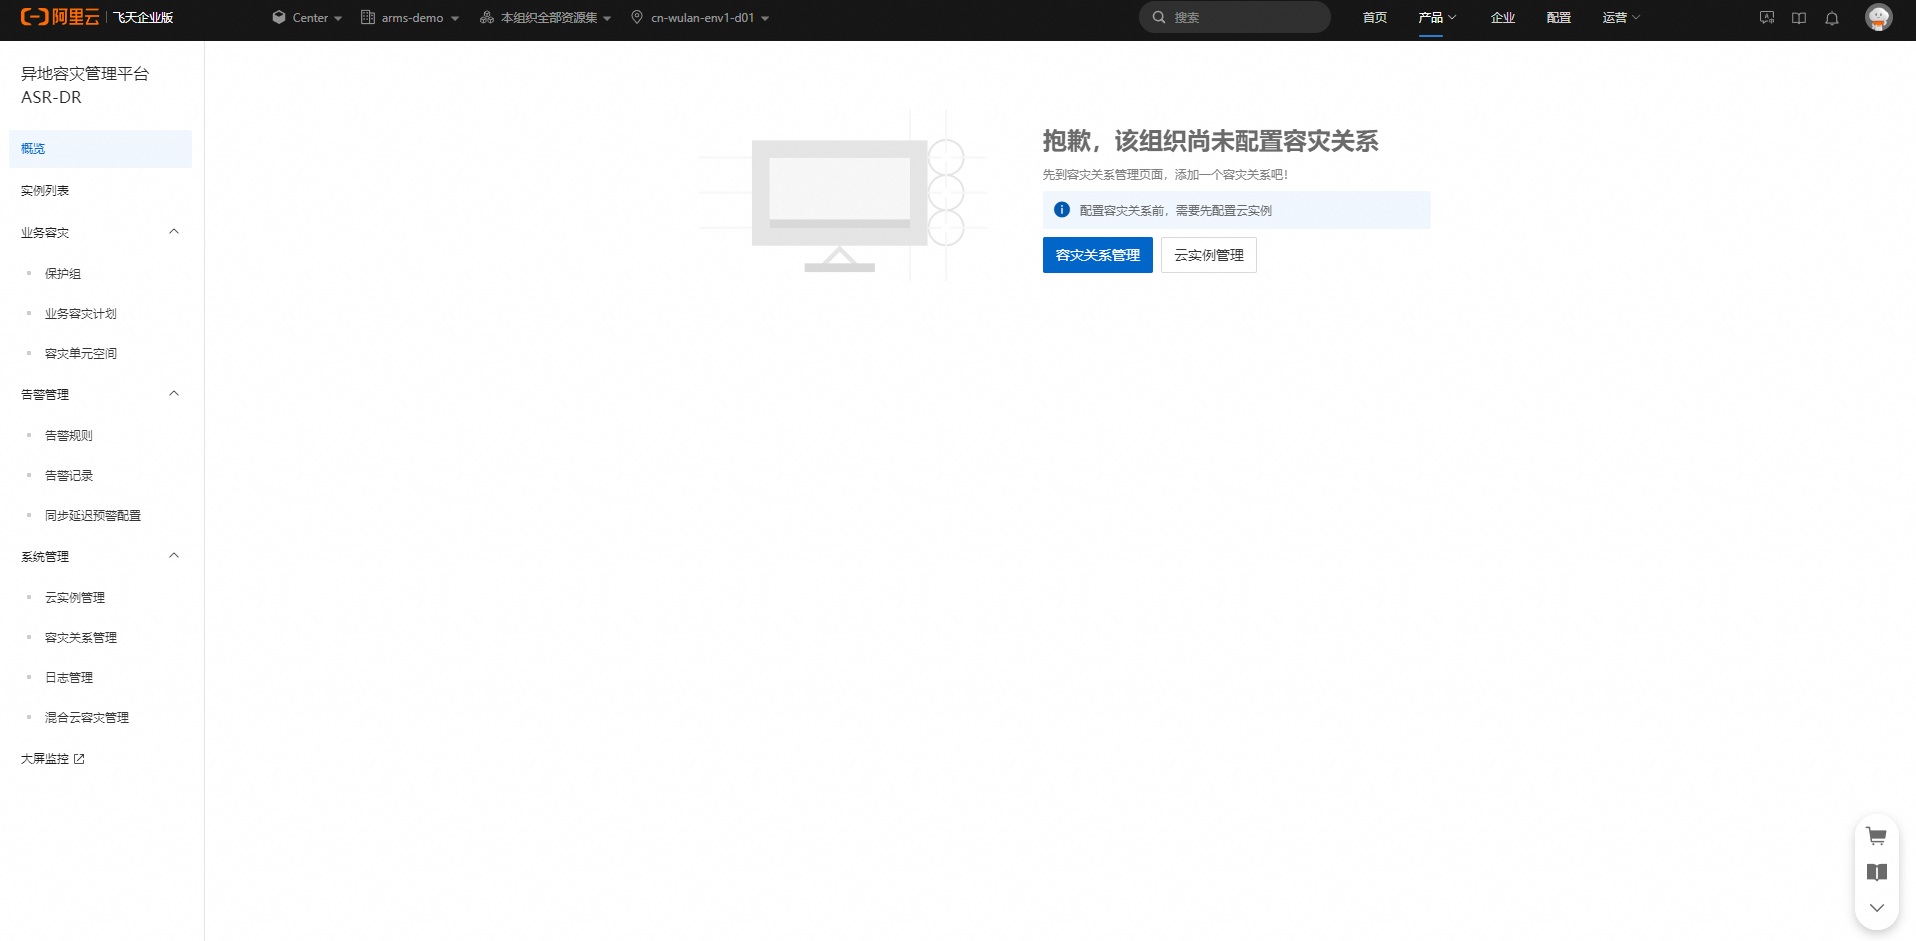 阿里云 | 飞天企业版
Center
arms-demo
本组织全部资源集
cn-wulan-env1-d01
搜索
首页
产品
企业
配置
运营
异地容灾管理平台
ASR-DR
概览
实例列表
业务容灾
保护组
业务容灾计划
容灾单元空间
告警管理
告警规则
告警记录
同步延迟预警配置
系统管理
云实例管理
容灾关系管理
日志管理
混合云容灾管理
大屏监控
抱歉，该组织尚未配置容灾关系
先到容灾关系管理页面，添加一个容灾关系吧！
配置容灾关系前，需要先配置云实例
容灾关系管理
云实例管理